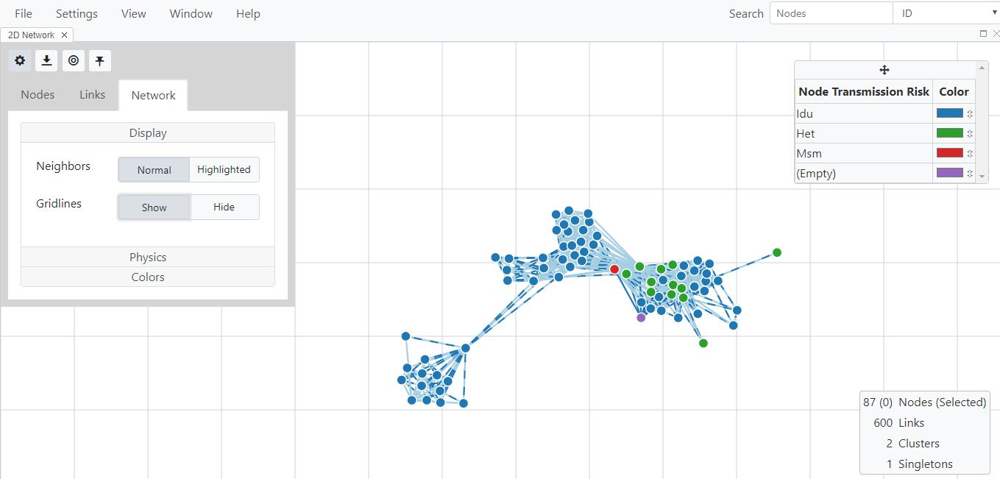 File Settings View Window Help Search Nodes ID
2D Network
Nodes Links Network
Display
Neighbors Normal Highlighted
Gridlines Show Hide
Physics
Colors
Node Transmission Risk Color
Idu
Het
Msm
(Empty)
87 (0) Nodes (Selected)
600 Links
2 Clusters
1 Singletons